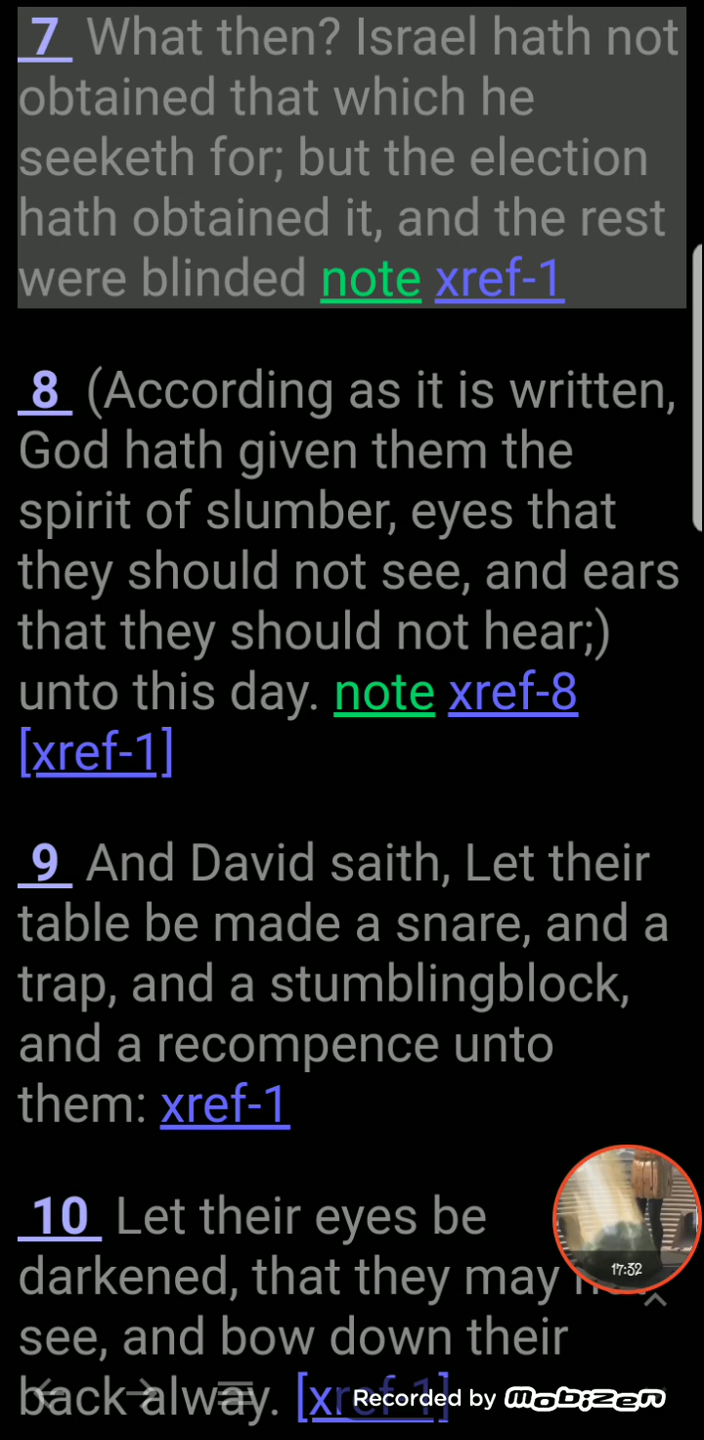 7 What then? Israel hath not
obtained that which he
seeketh for; but the election
hath obtained it, and the rest
were blinded note xref-1
8 (According as it is written,
God hath given them the
spirit of slumber, eyes that
they should not see, and ears
that they should not hear;)
unto this day. note xref-8
[xref-1]
9 And David saith, Let their
table be made a snare, and a
trap, and a stumblingblock,
and a recompence unto
them: xref-1
10 Let their eyes be
darkened, that they may
17:32
see, and bow down their
back alway. [xref-1]
Recorded by mobizen